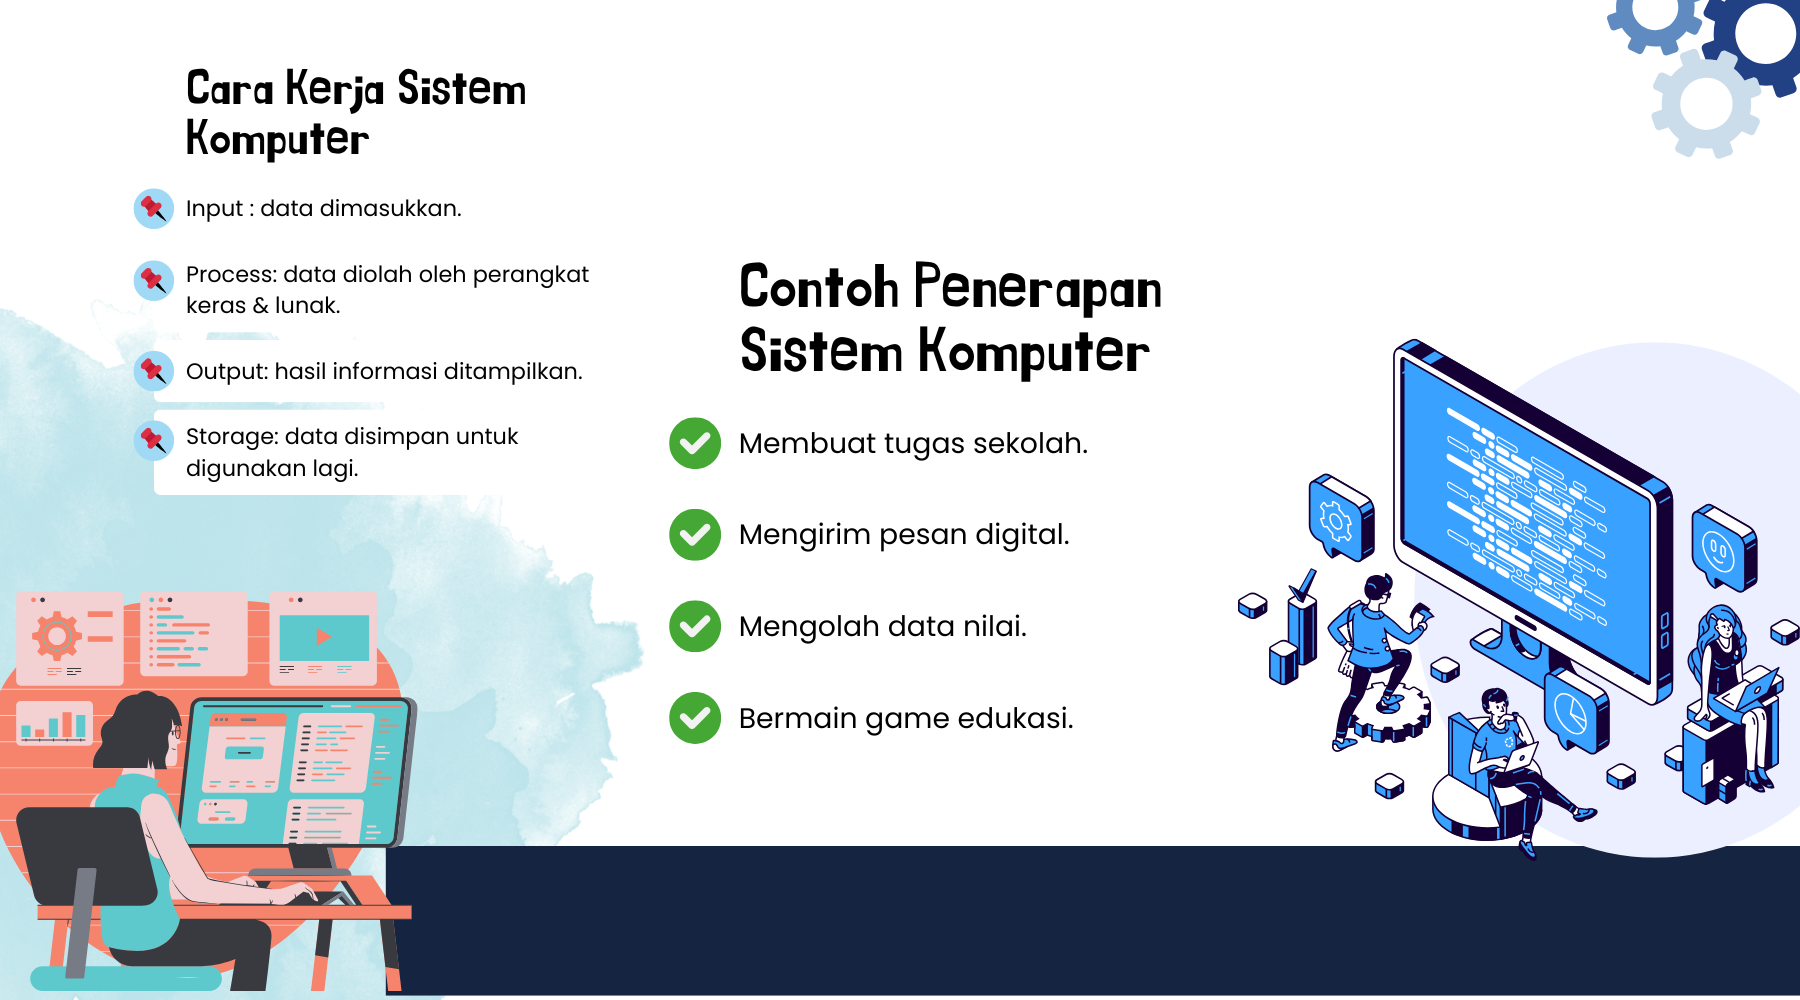 Cara Kerja Sistem
Komputer
Input : data dimasukkan.
Process: data diolah oleh perangkat
keras & lunak.
Output: hasil informasi ditampilkan.
Storage: data disimpan untuk
digunakan lagi.
Contoh Penerapan
Sistem Komputer
Membuat tugas sekolah.
Mengirim pesan digital.
Mengolah data nilai.
Bermain game edukasi.